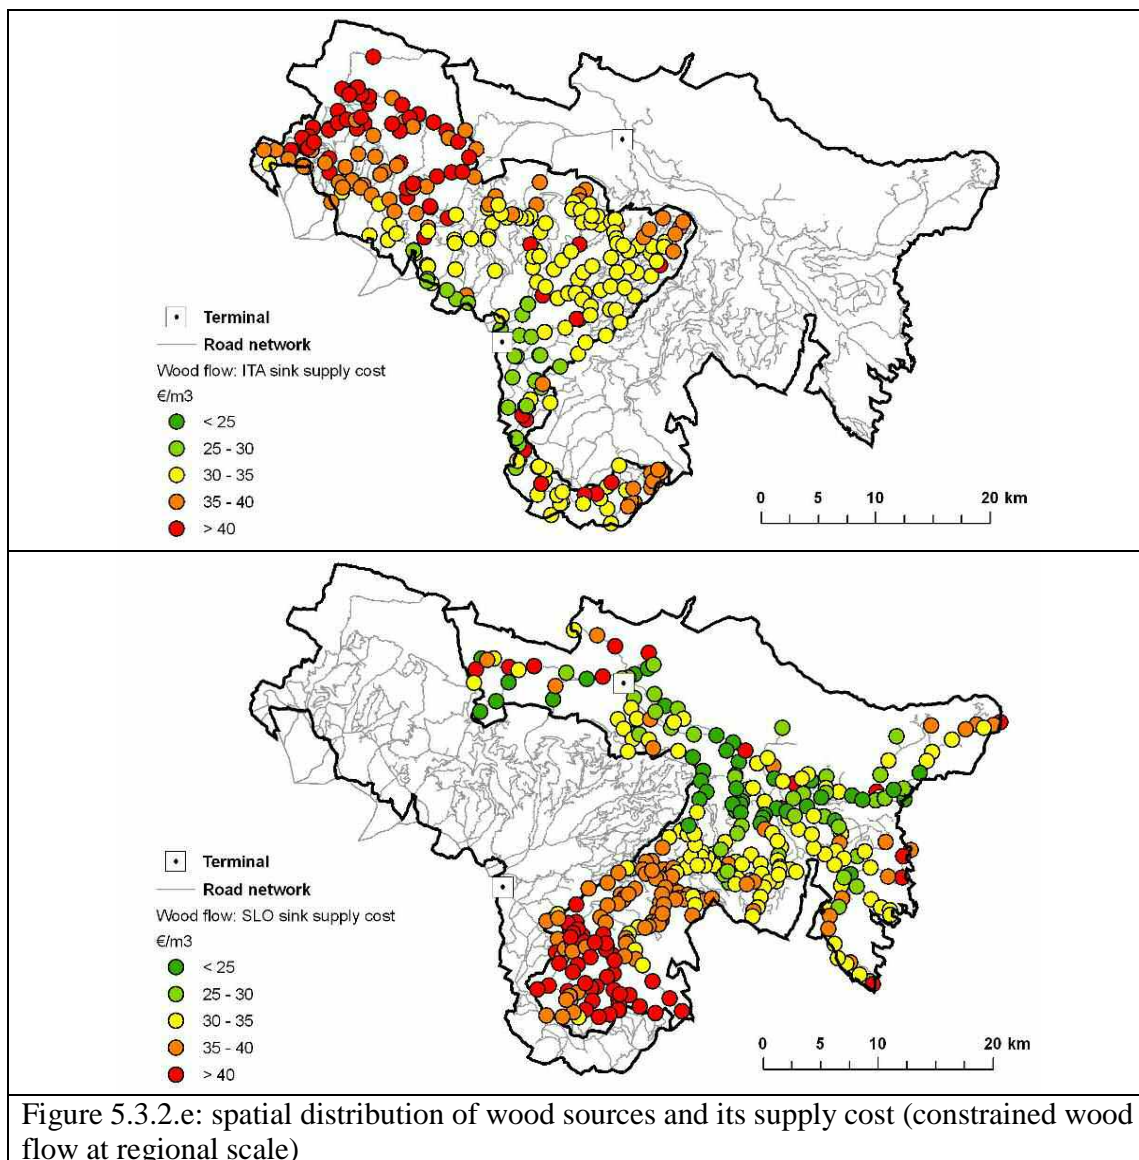 Terminal
Road network
Wood flow: ITA sink supply cost
€/m3
< 25
25 - 30
30 - 35
35 - 40
> 40
0 5 10 20 km
Terminal
Road network
Wood flow: SLO sink supply cost
€/m3
< 25
25 - 30
30 - 35
35 - 40
> 40
0 5 10 20 km
Figure 5.3.2.e: spatial distribution of wood sources and its supply cost (constrained wood
flow at regional scale)